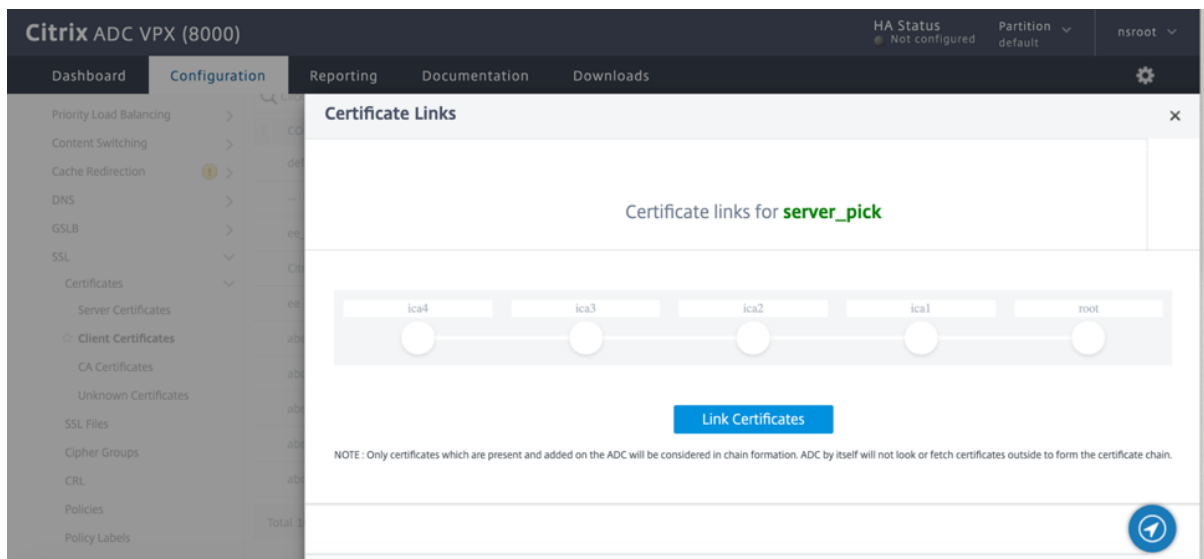 Citrix ADC VPX (8000)
HA Status
Not configured
Partition
default
nsroot
Dashboard Configuration Reporting Documentation Downloads
Priority Load Balancing
Content Switching
Cache Redirection
DNS
GSLB
SSL
Certificates
Server Certificates
Client Certificates
CA Certificates
Unknown Certificates
SSL Files
Cipher Groups
CRL
Policies
Policy Labels
Total
Certificate Links
Certificate links for server_pick
ica4 ica3 ica2 ica1 root
Link Certificates
NOTE : Only certificates which are present and added on the ADC will be considered in chain formation. ADC by itself will not look or fetch certificates outside to form the certificate chain.